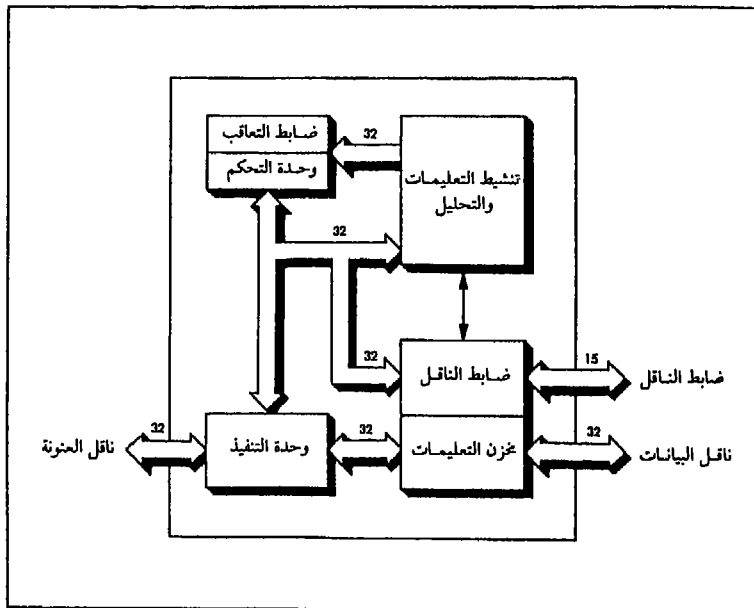 ضابط التعاقب
32
تنشيط التعليمات
والتحليل
وحدة التحكم
32
32
ضابط الناقل
15
ضابط الناقل
ناقل العنونة
32
وحدة التنفيذ
32
مخزن التعليمات
32
ناقل البيانات